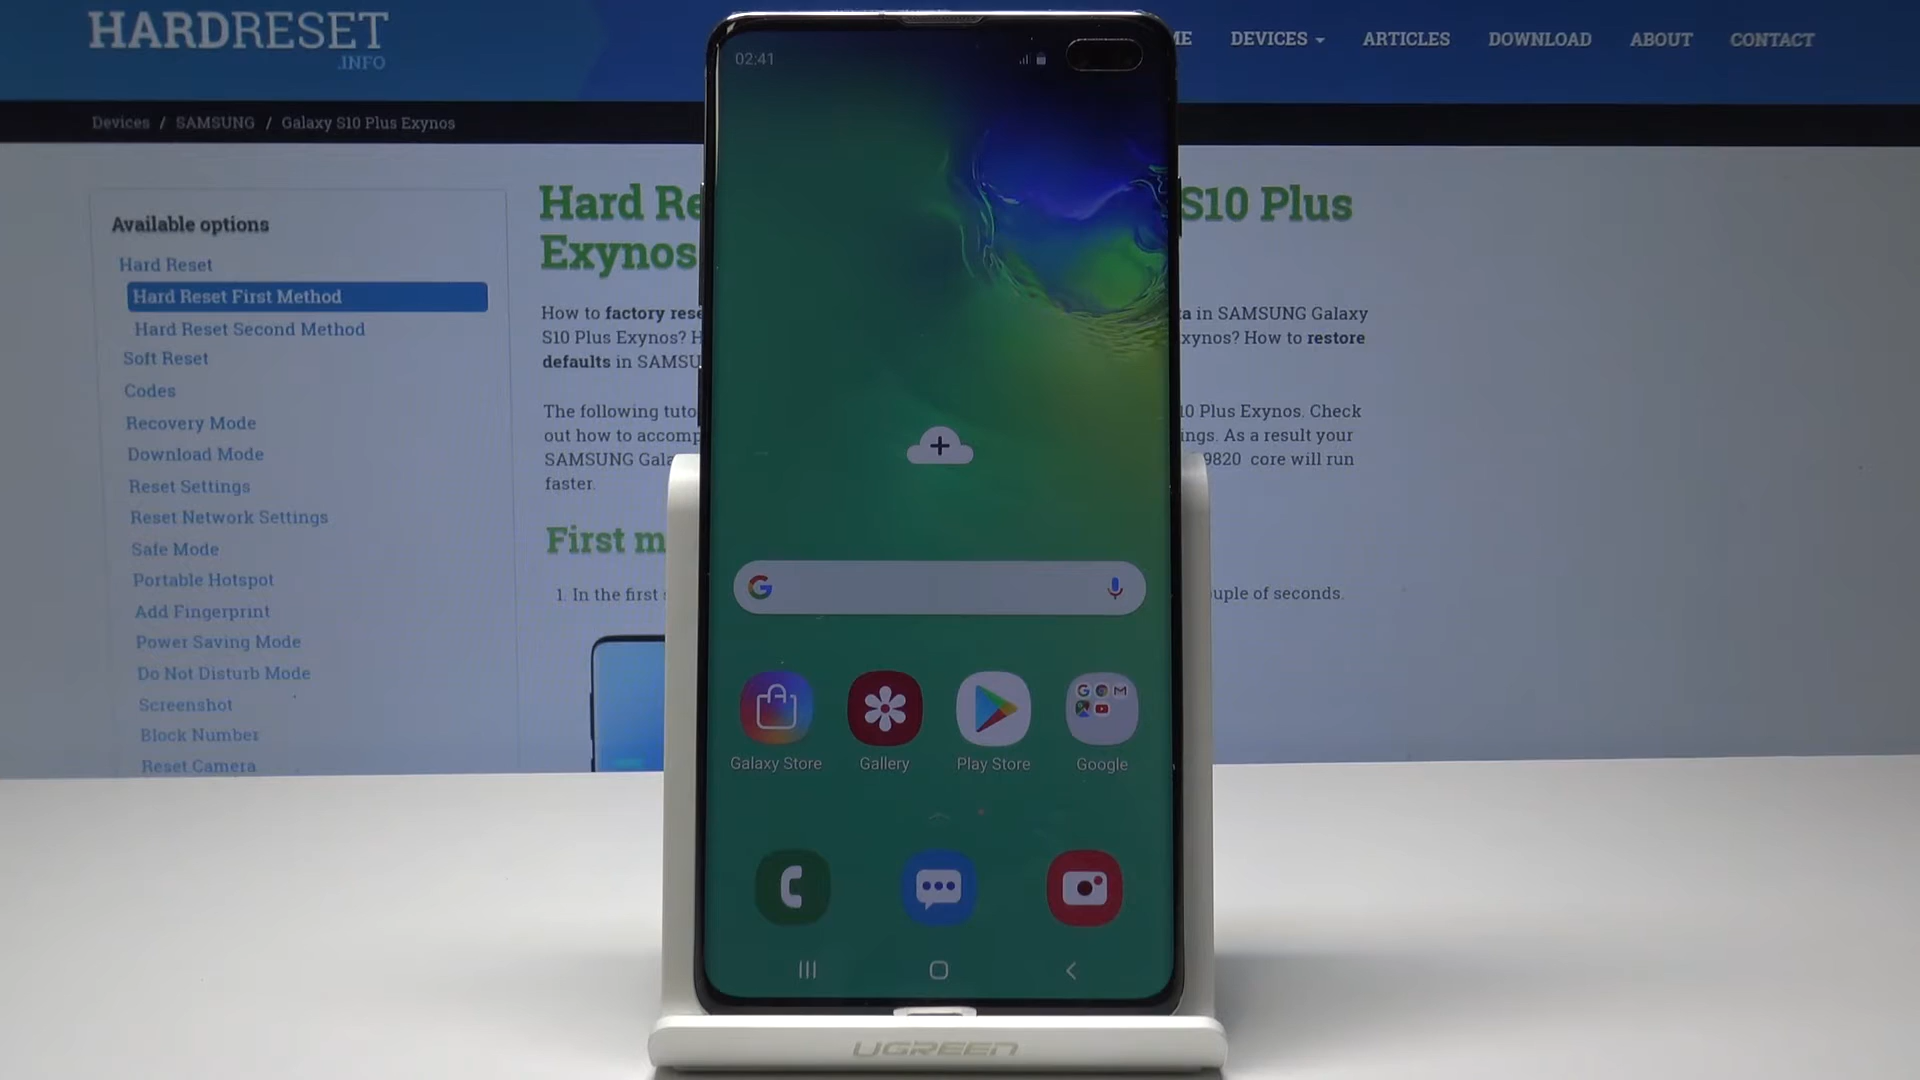 HARDRESET
.INFO
ME DEVICES ARTICLES DOWNLOAD ABOUT CONTACT
Devices / SAMSUNG / Galaxy S10 Plus Exynos
Available options
Hard Reset
Hard Reset First Method
Hard Reset Second Method
Soft Reset
Codes
Recovery Mode
Download Mode
Reset Settings
Reset Network Settings
Safe Mode
Portable Hotspot
Add Fingerprint
Power Saving Mode
Do Not Disturb Mode
Screenshot
Block Number
Reset Camera
Hard Re S10 Plus
Exynos
How to factory rese a in SAMSUNG Galaxy
S10 Plus Exynos? H xynos? How to restore
defaults in SAMSU
The following tuto 10 Plus Exynos. Check
out how to accomp ings. As a result your
SAMSUNG Gala 9820 core will run
faster.
First m
1. In the first uple of seconds.
02:41
G
Galaxy Store Gallery Play Store Google
UGREEN